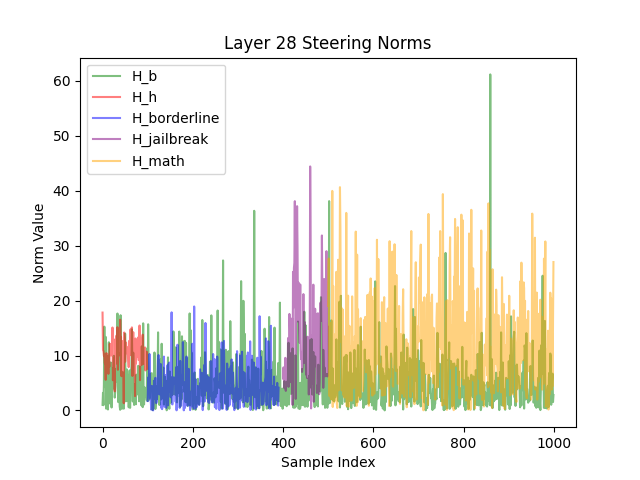 Layer 28 Steering Norms
H_b
H_h
H_borderline
H_jailbreak
H_math
Norm Value
60
50
40
30
20
10
0
0 200 400 600 800 1000
Sample Index